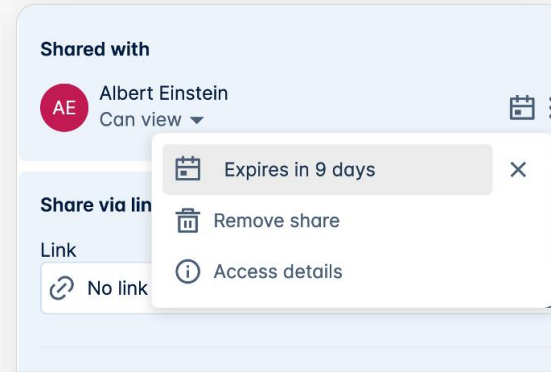 Shared with
AE
Albert Einstein
Can view
Expires in 9 days
Remove share
Access details
Share via lin
Link
No link